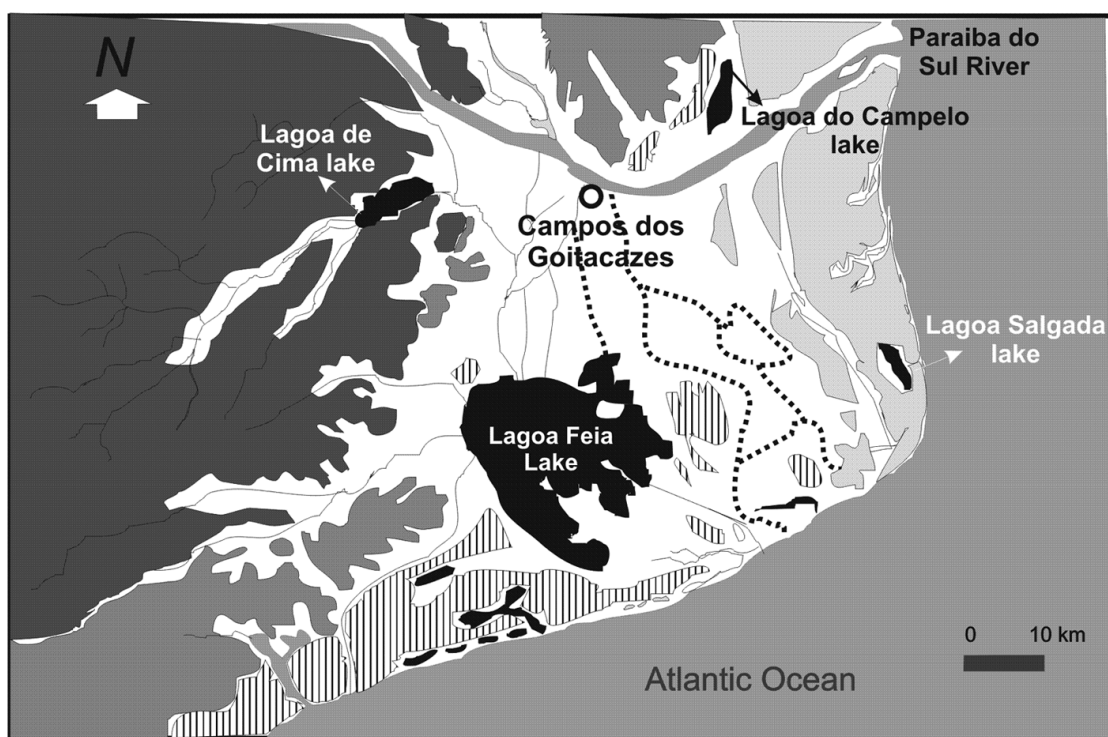 N
Paraiba do
Sul River
Lagoa do Campelo
lake
Lagoa de
Cima lake
Campos dos
Goitacazes
Lagoa Salgada
lake
Lagoa Feia
Lake
0 10 km
Atlantic Ocean